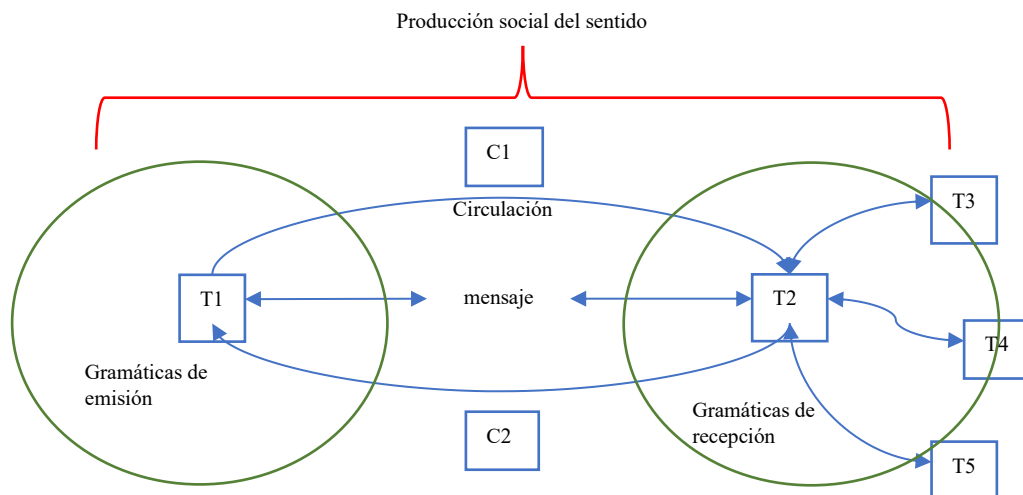 Producción social del sentido
C1
Circulación
T3
T1
mensaje
T2
T4
Gramáticas de
emisión
Gramáticas de
recepción
C2
T5